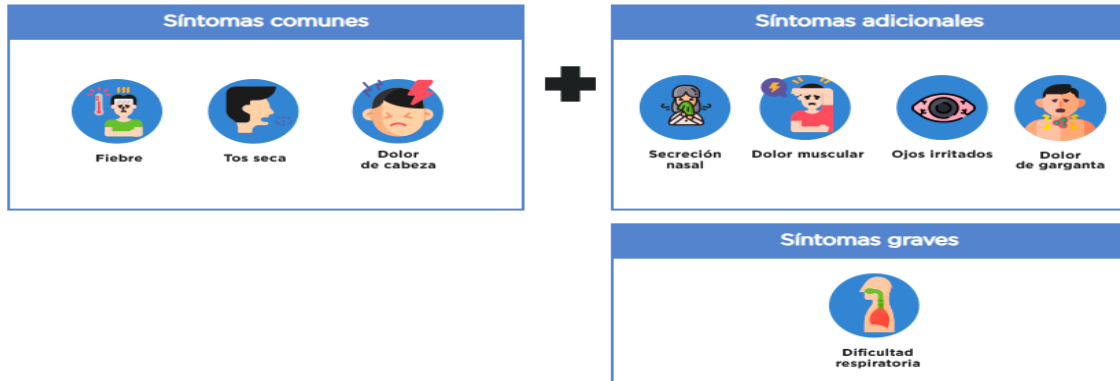 Síntomas comunes
Fiebre
Tos seca
Dolor
de cabeza
Síntomas adicionales
Secreción
nasal
Dolor muscular
Ojos irritados
Dolor
de garganta
Síntomas graves
Dificultad
respiratoria